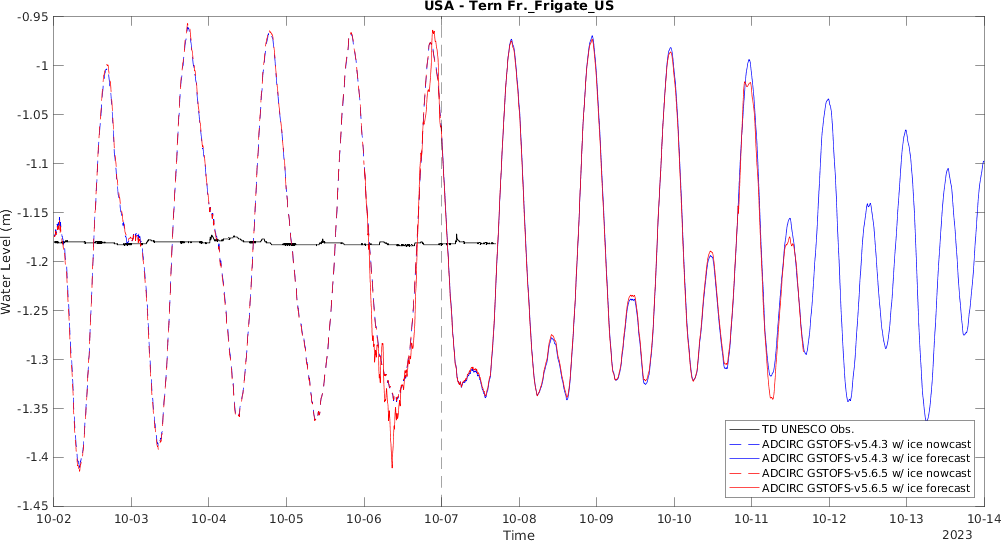 USA - Tern Fr._Frigate_US
-0.95
-1
-1.05
-1.1
-1.15
-1.2
-1.25
-1.3
-1.35
-1.4
-1.45
Water Level (m)
TD UNESCO Obs.
ADCIRC GSTOFS-v5.4.3 w/ ice nowcast
ADCIRC GSTOFS-v5.4.3 w/ ice forecast
ADCIRC GSTOFS-v5.6.5 w/ ice nowcast
ADCIRC GSTOFS-v5.6.5 w/ ice forecast
10-02 10-03 10-04 10-05 10-06 10-07 10-08 10-09 10-10 10-11 10-12 10-13 10-14
Time
2023